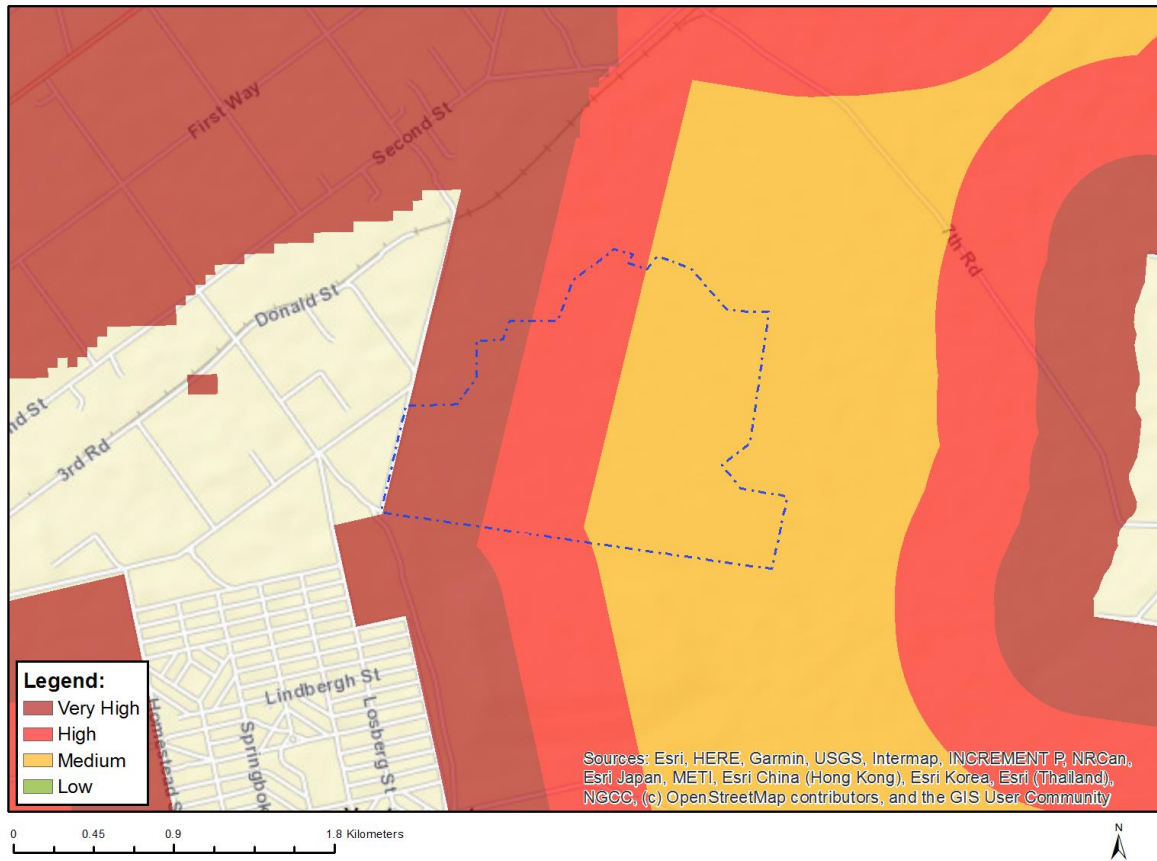 First Way
Second St
7th Rd
Donald St
nd St
3rd Rd
Lindbergh St
Homestead S
Springbok
Losberg St
Legend:
Very High
High
Medium
Low
Sources: Esri, HERE, Garmin, USGS, Intermap, INCREMENT P, NRCan,
Esri Japan, METI, Esri China (Hong Kong), Esri Korea, Esri (Thailand),
NGCC, (c) OpenStreetMap contributors, and the GIS User Community
0 0.45 0.9 1.8 Kilometers
N